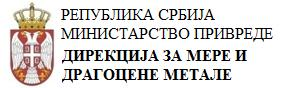 РЕПУБЛИКА СРБИЈА
МИНИСТАРСТВО ПРИВРЕДЕ
ДИРЕКЦИЈА ЗА МЕРЕ И
ДРАГОЦЕНЕ МЕТАЛЕ